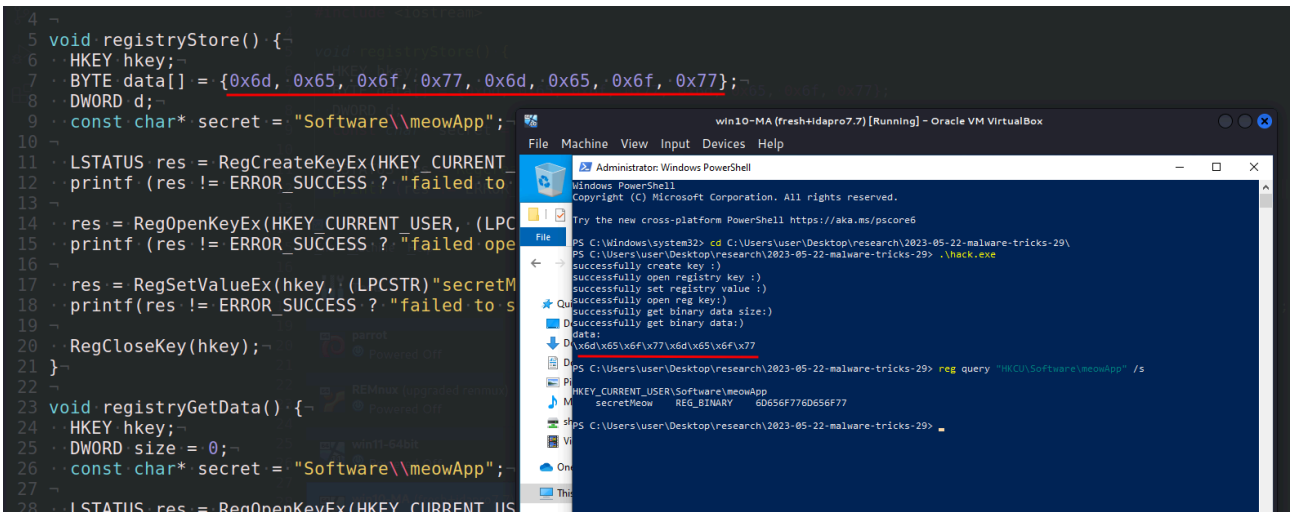 4 ¬
5 void·registryStore()·{¬
6 ··HKEY·hkey;¬
7 ··BYTE·data[]·=·{0x6d,·0x65,·0x6f,·0x77,·0x6d,·0x65,·0x6f,·0x77};¬
8 ··DWORD·d;¬
9 ··const·char*·secret·=·"Software\\meowApp";¬
10 ¬
11 ··LSTATUS·res·=·RegCreateKeyEx(HKEY_CURRENT_
12 ··printf·(res·!=·ERROR_SUCCESS·?·"failed·to·
13 ¬
14 ··res·=·RegOpenKeyEx(HKEY_CURRENT_USER,·(LPC
15 ··printf·(res·!=·ERROR_SUCCESS·?·"failed·ope
16 ¬
17 ··res·=·RegSetValueEx(hkey,·(LPCSTR)"secretM
18 ··printf(res·!=·ERROR_SUCCESS·?·"failed·to·s
19 ¬
20 ··RegCloseKey(hkey);¬
21 }¬
22 ¬
23 void·registryGetData()·{¬
24 ··HKEY·hkey;¬
25 ··DWORD·size·=·0;¬
26 ··const·char*·secret·=·"Software\\meowApp";¬
27 ¬
28 ··LSTATUS·res·=·RegOpenKeyEx(HKEY_CURRENT_US
parrot
Powered Off
win11-64bit
win10-MA (fresh+idapro7.7) [Running] - Oracle VM VirtualBox
File Machine View Input Devices Help
Administrator: Windows PowerShell
File
Windows PowerShell
Copyright (C) Microsoft Corporation. All rights reserved.
Try the new cross-platform PowerShell https://aka.ms/pscore6
PS C:\Windows\system32> cd C:\Users\user\Desktop\research\2023-05-22-malware-tricks-29\
PS C:\Users\user\Desktop\research\2023-05-22-malware-tricks-29> .\hack.exe
successfully create key :)
successfully open registry key :)
successfully set registry value :)
successfully open reg key:)
successfully get binary data size:)
successfully get binary data:)
data:
\x6d\x65\x6f\x77\x6d\x65\x6f\x77
PS C:\Users\user\Desktop\research\2023-05-22-malware-tricks-29> reg query "HKCU\Software\meowApp" /s
HKEY_CURRENT_USER\Software\meowApp
secretMeow REG_BINARY 6D656F776D656F77
PS C:\Users\user\Desktop\research\2023-05-22-malware-tricks-29>